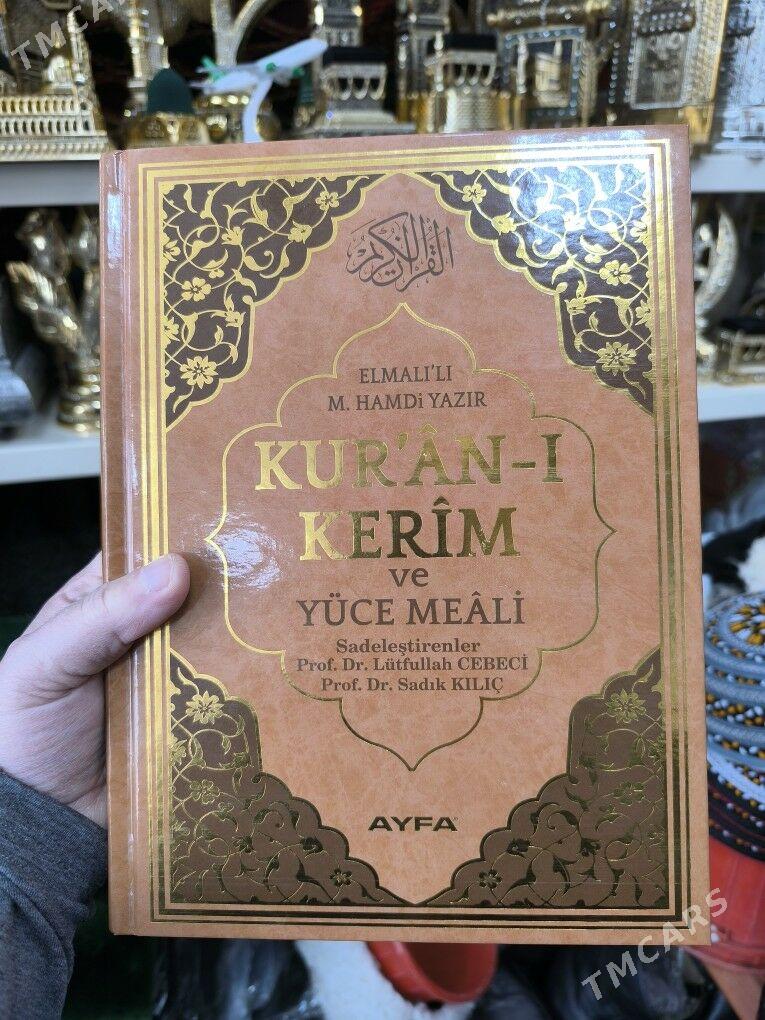 TMCARS
القرآن الكريم
ELMALI'LI
M. HAMDİ YAZIR
KUR'ÂN-I
KERÎM
ve
YÜCE MEÂLİ
Sadeleştirenler
Prof. Dr. Lütfullah CEBECİ
Prof. Dr. Sadık KILIÇ
AYFA
TMCARS